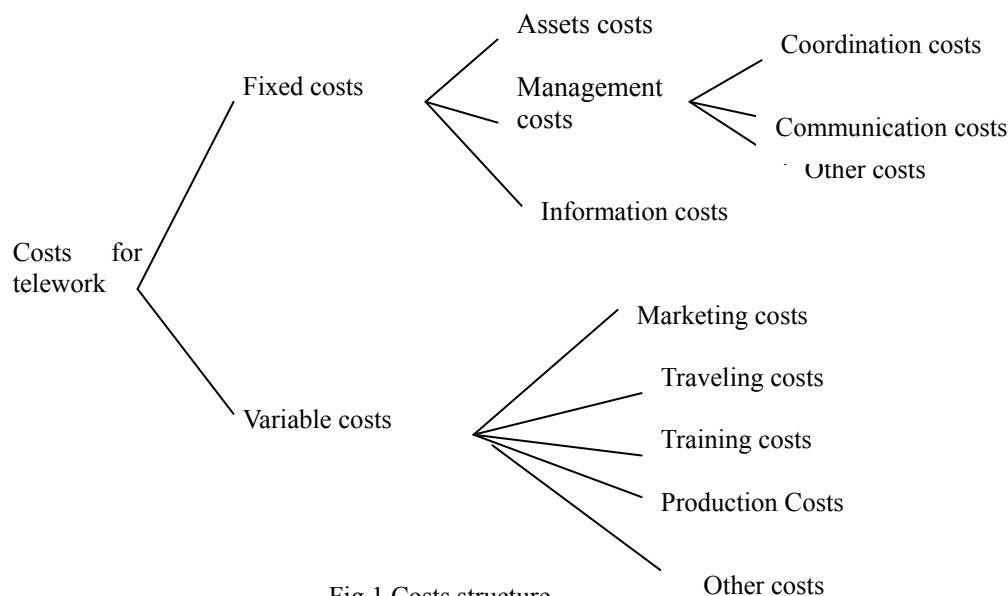 Assets costs
Coordination costs
Fixed costs
Management
costs
Communication costs
Other costs
Information costs
Costs for
telework
Marketing costs
Traveling costs
Variable costs
Training costs
Production Costs
Other costs
Fig 1 Costs structure